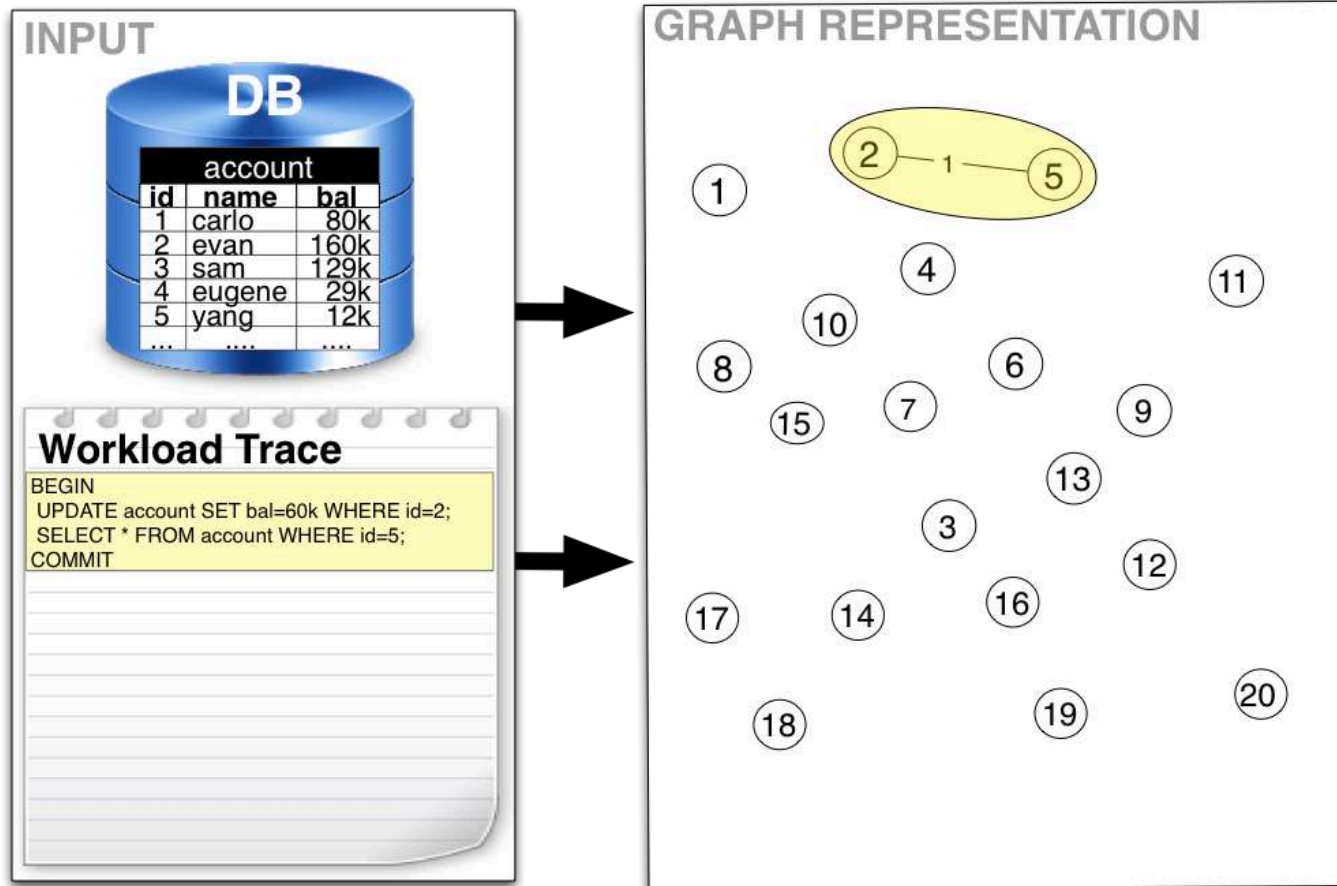 INPUT
DB
account
id name bal
1 carlo 80k
2 evan 160k
3 sam 129k
4 eugene 29k
5 yang 12k
... .... ....
Workload Trace
BEGIN
UPDATE account SET bal=60k WHERE id=2;
SELECT * FROM account WHERE id=5;
COMMIT
GRAPH REPRESENTATION
2 1 5
1
4
11
10
8
6
15
7
9
13
3
12
17
14
16
18
19
20